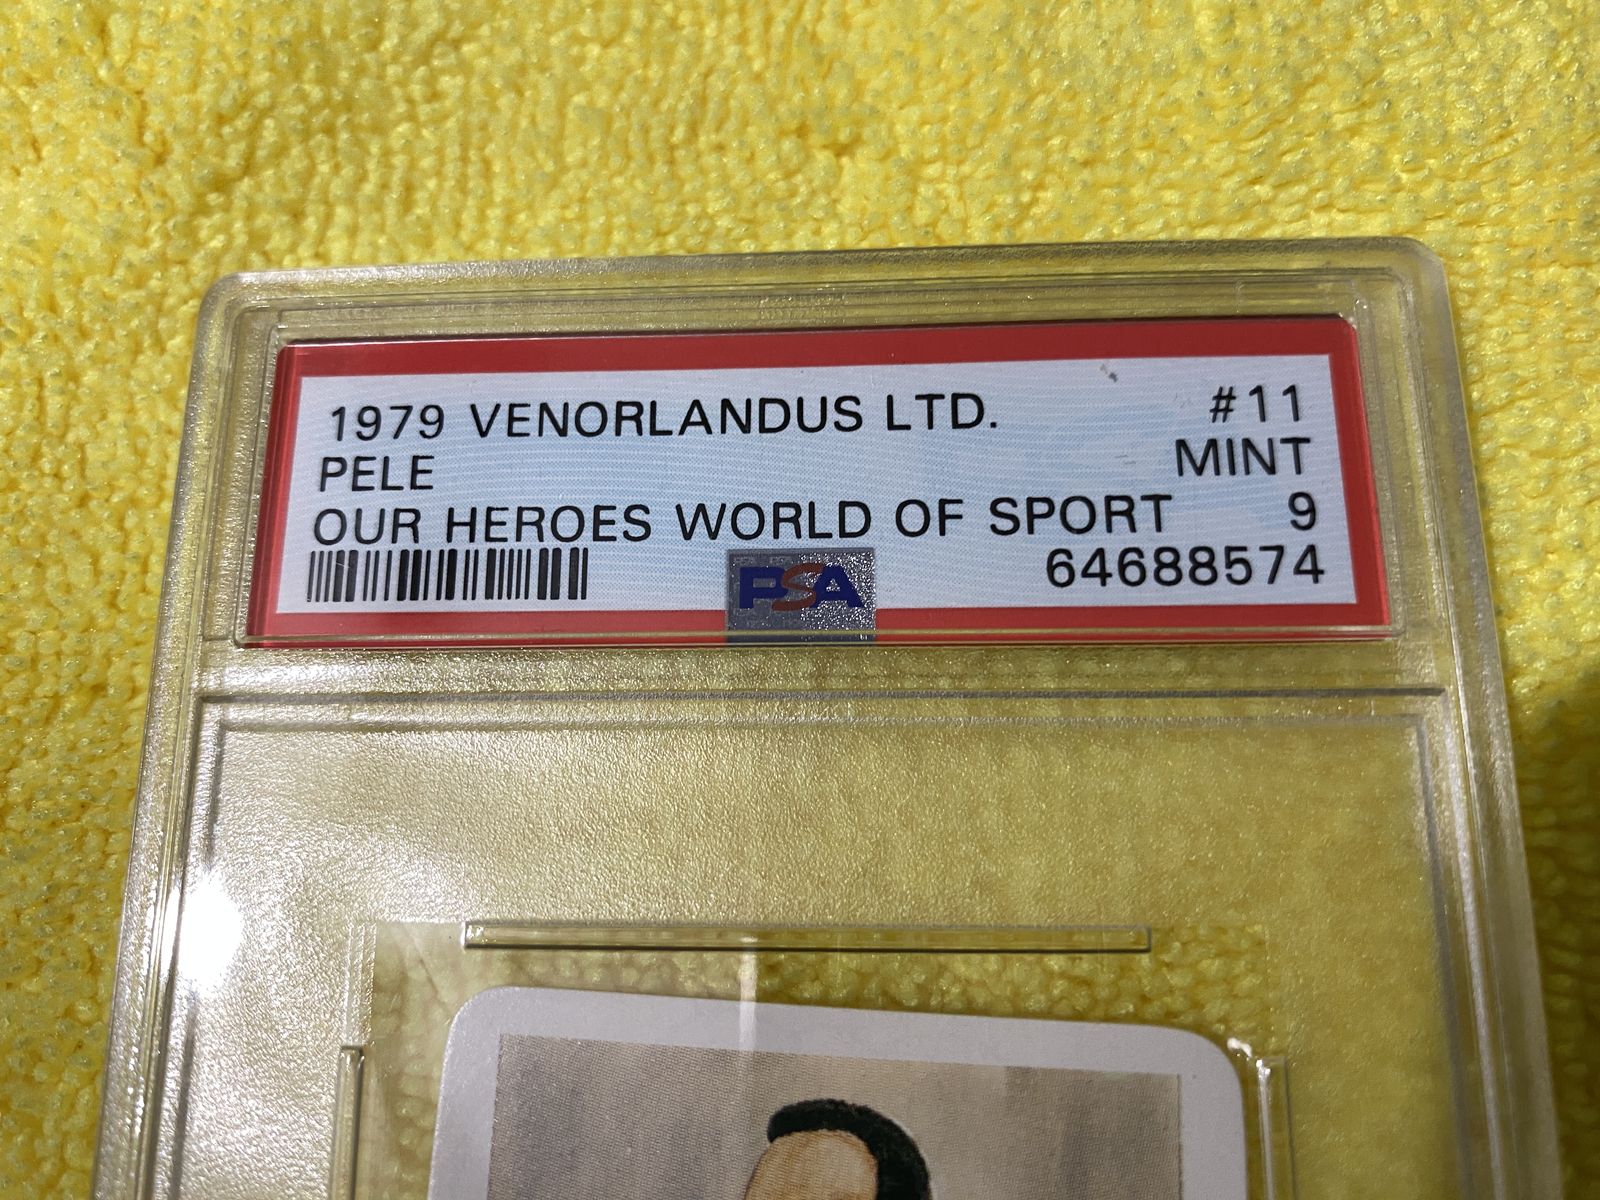 1979 VENORLANDUS LTD. #11
PELE MINT
OUR HEROES WORLD OF SPORT 9
PSA 64688574